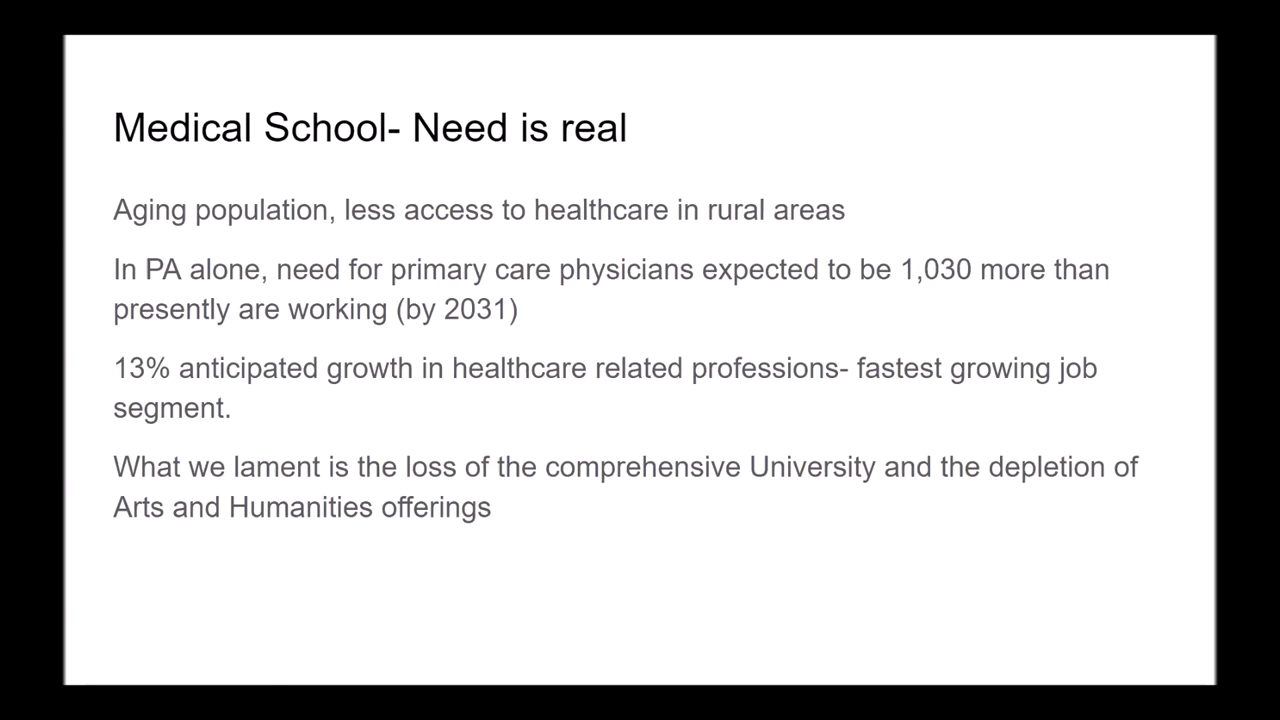 Medical School- Need is real
Aging population, less access to healthcare in rural areas
In PA alone, need for primary care physicians expected to be 1,030 more than
presently are working (by 2031)
13% anticipated growth in healthcare related professions- fastest growing job
segment.
What we lament is the loss of the comprehensive University and the depletion of
Arts and Humanities offerings